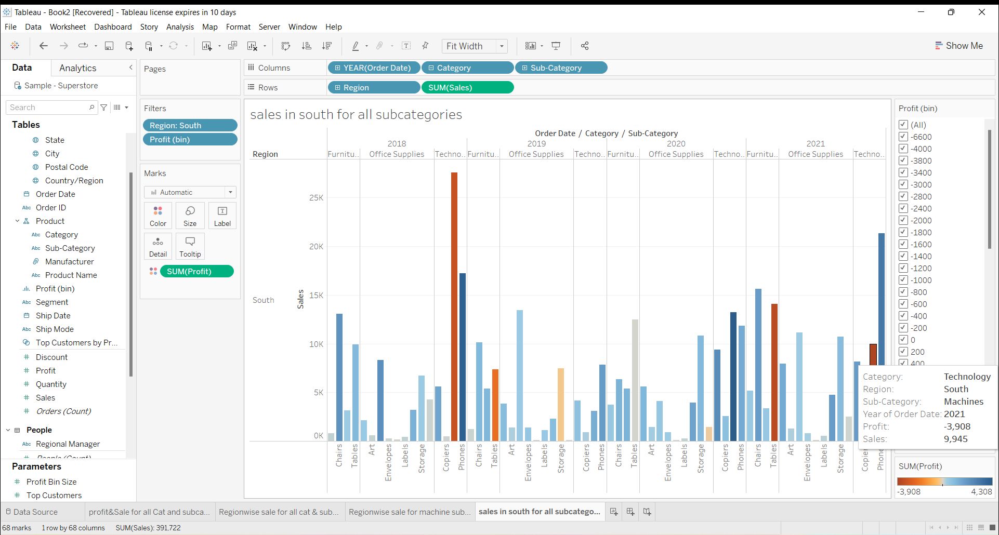 Tableau - Book2 [Recovered] - Tableau license expires in 10 days
File Data Worksheet Dashboard Story Analysis Map Format Server Window Help
Fit Width
Show Me
Data
Analytics
Sample - Superstore
Search
Tables
State
City
Postal Code
Country/Region
Order Date
Abc Order ID
Product
Abc Category
Abc Sub-Category
Manufacturer
Abc Product Name
Profit (bin)
Abc Segment
Ship Date
Abc Ship Mode
Top Customers by Pr...
# Discount
# Profit
# Quantity
# Sales
# Orders (Count)
People
Abc Regional Manager
# People (Count)
Parameters
# Profit Bin Size
# Top Customers
Pages
Filters
Region: South
Profit (bin)
Marks
Automatic
Color
Size
Label
Detail
Tooltip
SUM(Profit)
Columns
YEAR(Order Date)
Category
Sub-Category
Rows
Region
SUM(Sales)
sales in south for all subcategories
Order Date / Category / Sub-Category
2018 2019 2020 2021
Region
Furnitu.. Office Supplies Techno.. Furnitu.. Office Supplies Techno.. Furnitu.. Office Supplies Techno.. Furnitu.. Office Supplies Techno..
South
Sales
25K
20K
15K
10K
5K
0K
Chairs Tables Art Envelopes Labels Storage Copiers Phones Chairs Tables Art Envelopes Labels Storage Copiers Phones Chairs Tables Art Envelopes Labels Storage Copiers Phones Chairs Tables Art Envelopes Labels Storage
Profit (bin)
(All)
-6600
-4000
-3800
-3400
-3000
-2800
-2400
-2000
-1800
-1600
-1400
-1200
-1000
-800
-600
-400
-200
0
200
400
Category: Technology
Region: South
Sub-Category: Machines
Year of Order Date: 2021
Profit: -3,908
Sales: 9,945
SUM(Profit)
-3,908 4,308
Data Source
profit&Sale for all Cat and subca...
Regionwise sale for all cat & sub...
Regionwise sale for machine sub...
sales in south for all subcatego...
68 marks 1 row by 68 columns SUM(Sales): 391,722